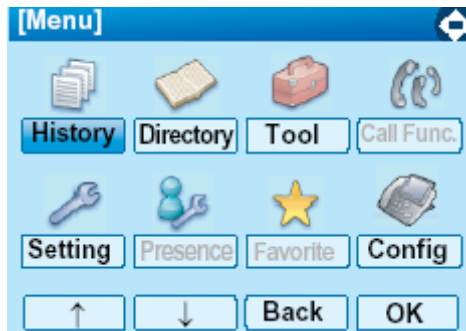 [Menu]
History Directory Tool Call Func.
Setting Presence Favorite Config
↑ ↓ Back OK